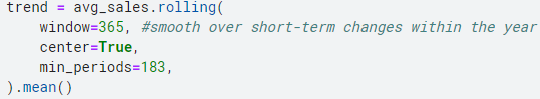 trend = avg_sales.rolling(
    window=365, #smooth over short-term changes within the year
    center=True,
    min_periods=183,
).mean()